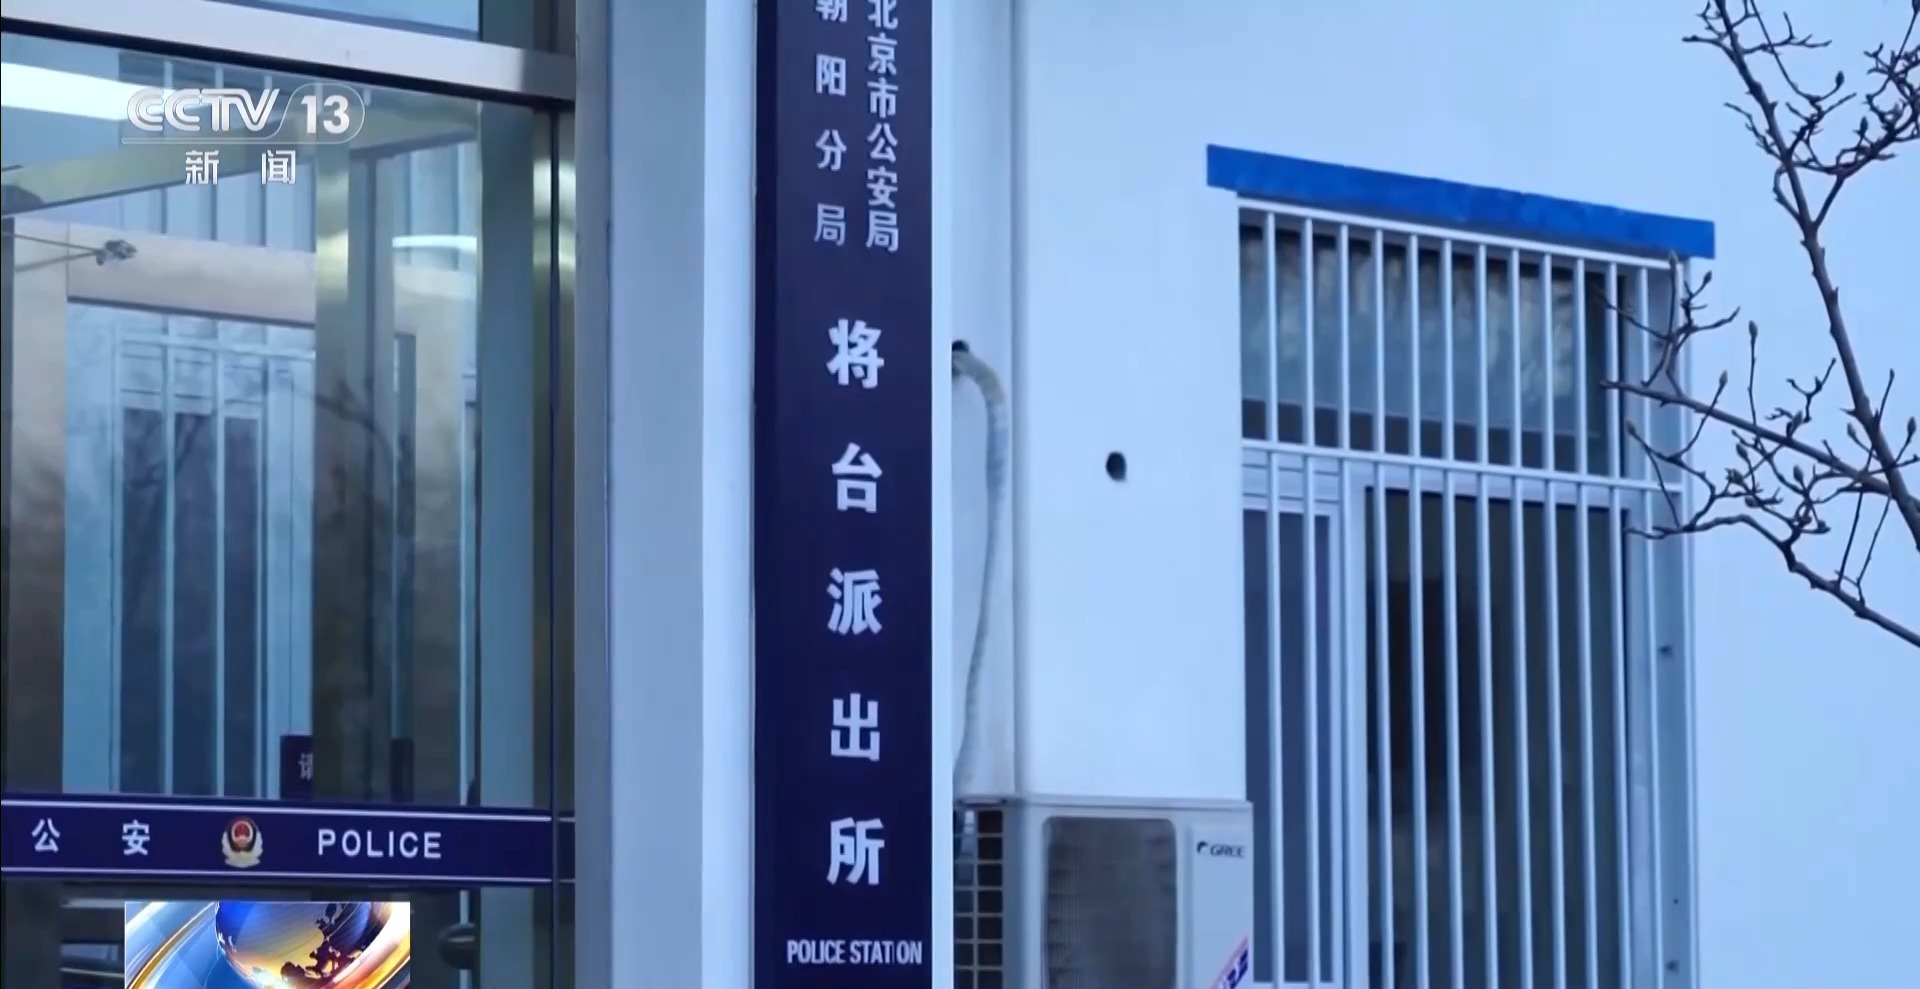 CCTV 13
新闻
北京市公安局
朝阳分局
将台派出所
POLICE STATION
公安 POLICE
GREE